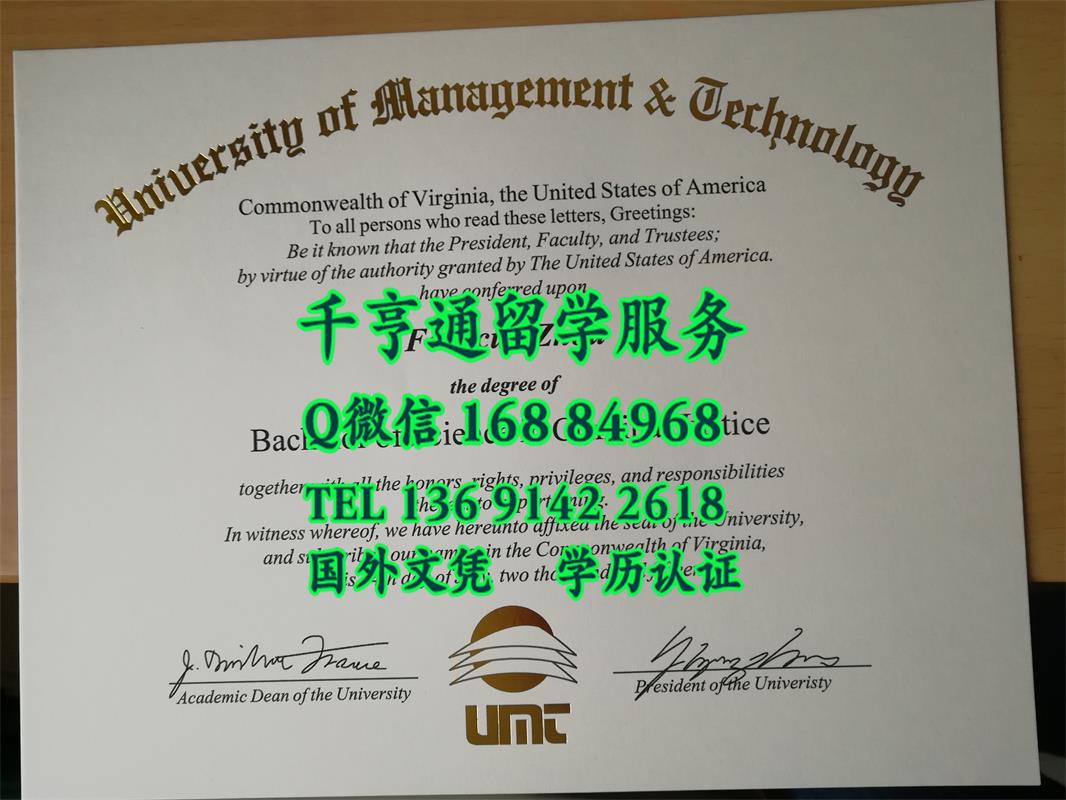 University of Management & Technology
Commonwealth of Virginia, the United States of America
To all persons who read these letters, Greetings:
Be it known that the President, Faculty, and Trustees;
by virtue of the authority granted by The United States of America.
have conferred upon
千亨通留学服务
the degree of
Q微信 168 84968
together with all the honors, rights, privileges, and responsibilities
TEL 136 9142 2618
In witness whereof, we have hereunto affixed the seal of the University,
and our in the Commonwealth of Virginia,
国外文凭 学历认证
of two
Academic Dean of the University
President of the Univeristy
UMT